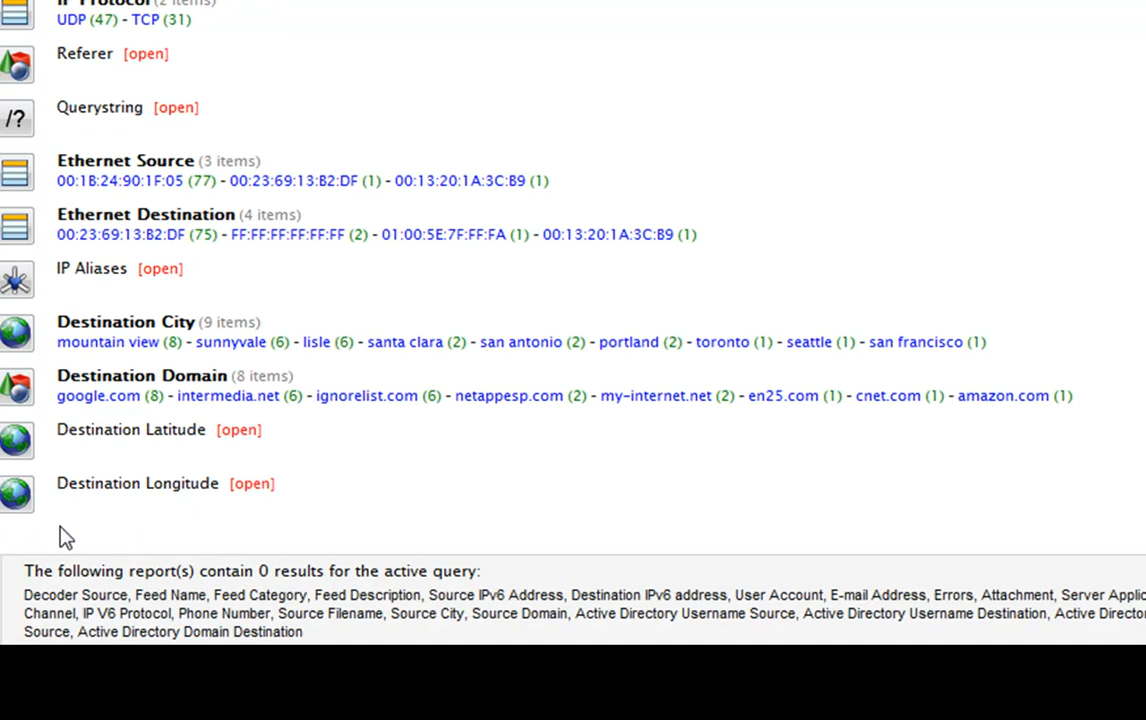 IP Protocol (2 items)
UDP (47) - TCP (31)
Referer [open]
/?
Querystring [open]
Ethernet Source (3 items)
00:1B:24:90:1F:05 (77) - 00:23:69:13:B2:DF (1) - 00:13:20:1A:3C:B9 (1)
Ethernet Destination (4 items)
00:23:69:13:B2:DF (75) - FF:FF:FF:FF:FF:FF (2) - 01:00:5E:7F:FF:FA (1) - 00:13:20:1A:3C:B9 (1)
IP Aliases [open]
Destination City (9 items)
mountain view (8) - sunnyvale (6) - lisle (6) - santa clara (2) - san antonio (2) - portland (2) - toronto (1) - seattle (1) - san francisco (1)
Destination Domain (8 items)
google.com (8) - intermedia.net (6) - ignorelist.com (6) - netappesp.com (2) - my-internet.net (2) - en25.com (1) - cnet.com (1) - amazon.com (1)
Destination Latitude [open]
Destination Longitude [open]
The following report(s) contain 0 results for the active query:
Decoder Source, Feed Name, Feed Category, Feed Description, Source IPv6 Address, Destination IPv6 address, User Account, E-mail Address, Errors, Attachment, Server Applic
Channel, IP V6 Protocol, Phone Number, Source Filename, Source City, Source Domain, Active Directory Username Source, Active Directory Username Destination, Active Director
Source, Active Directory Domain Destination